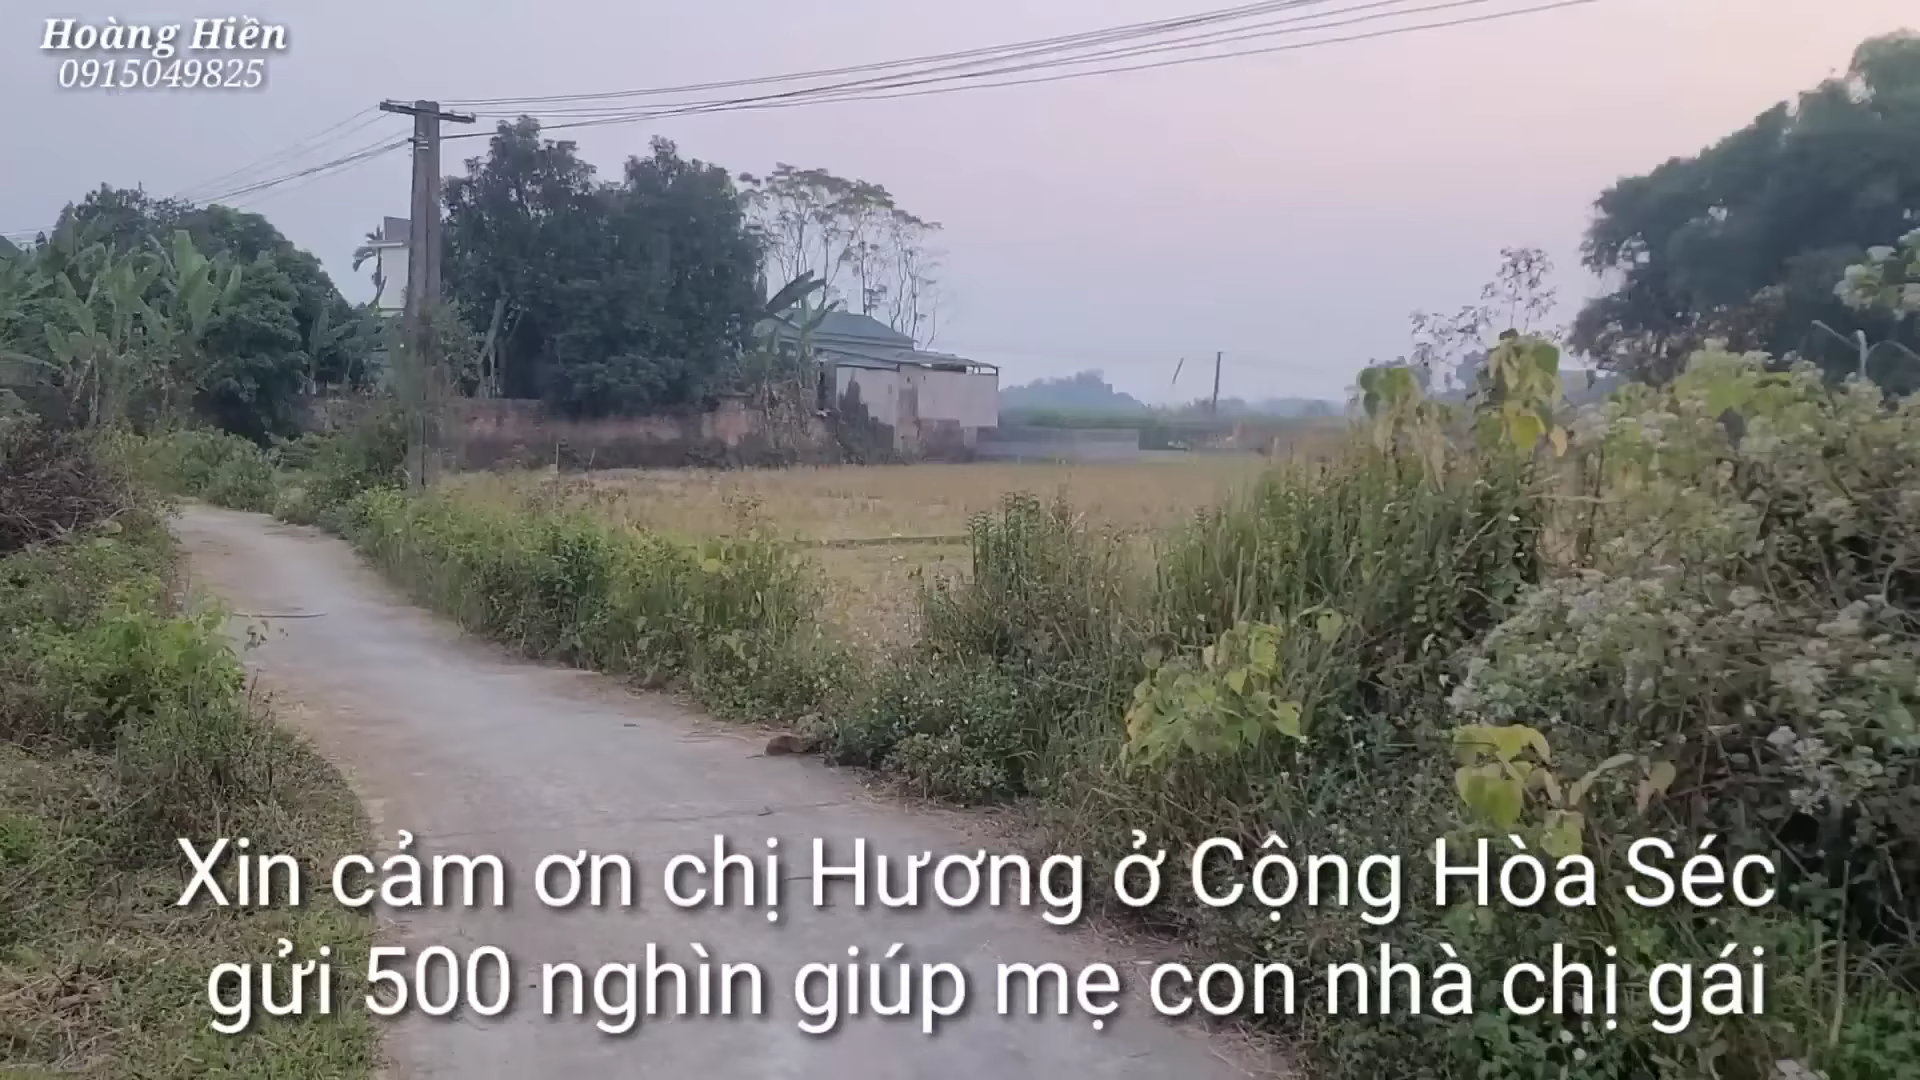 Hoàng Hiền
0915049825
Xin cảm ơn chị Hương ở Cộng Hòa Séc
gửi 500 nghìn giúp mẹ con nhà chị gái